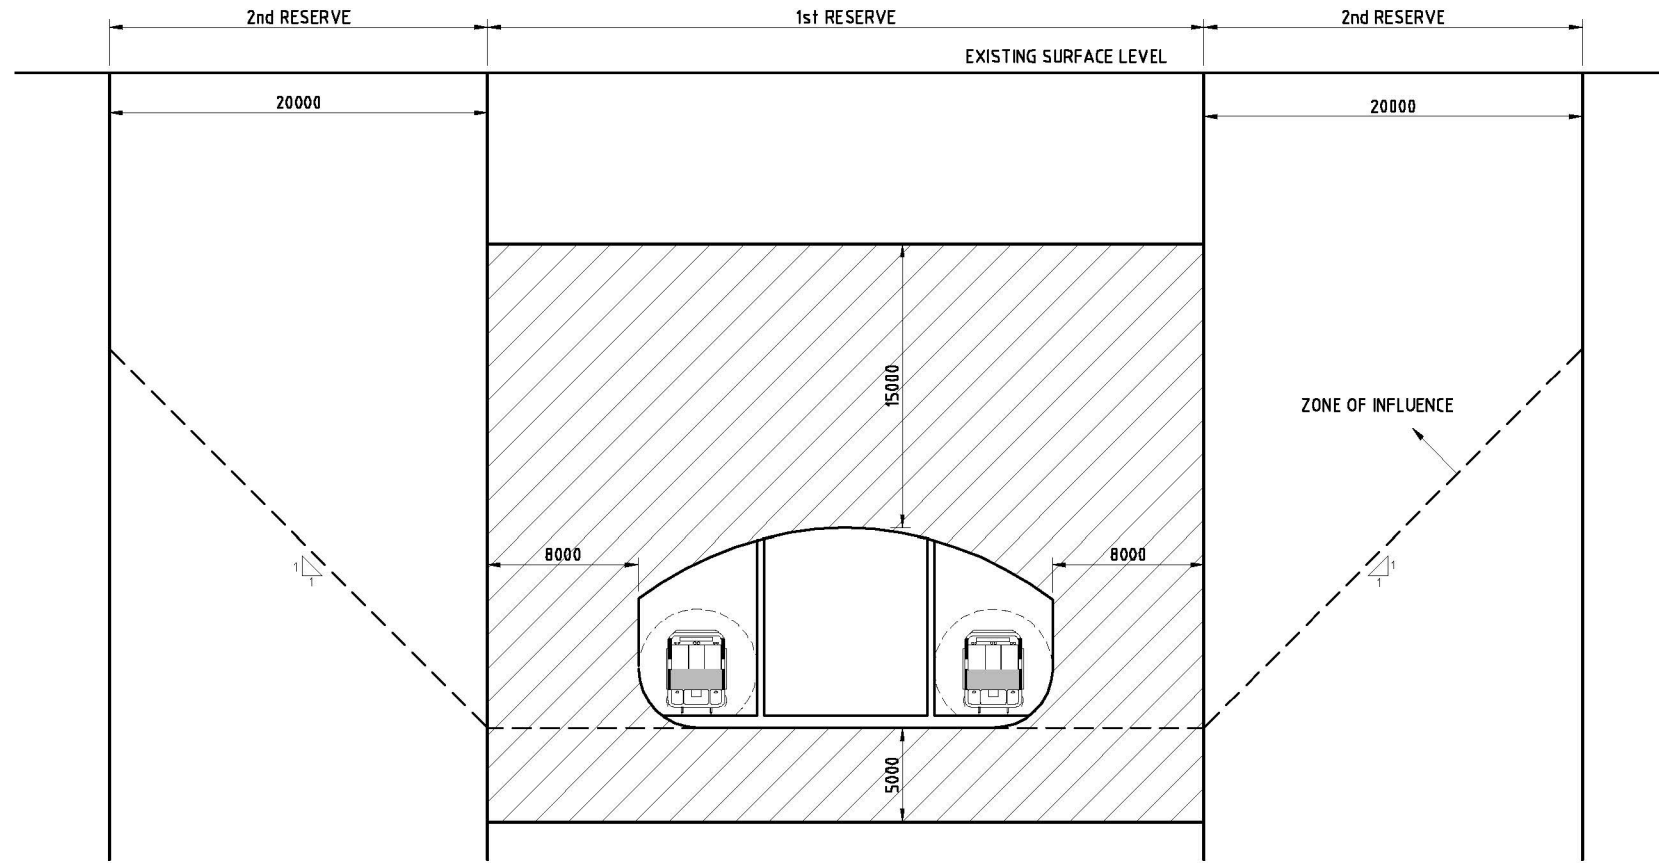 2nd RESERVE 1st RESERVE 2nd RESERVE
EXISTING SURFACE LEVEL
20000 20000
15000
ZONE OF INFLUENCE
8000 8000
1 1
1 1
5000